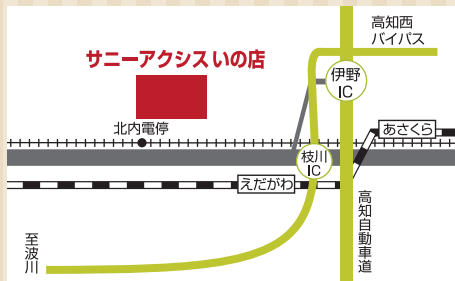 高知西
バイパス
サニーアクシスいの店
伊野
IC
北内電停
あさくら
枝川
IC
えだがわ
高知自動車道
至波川